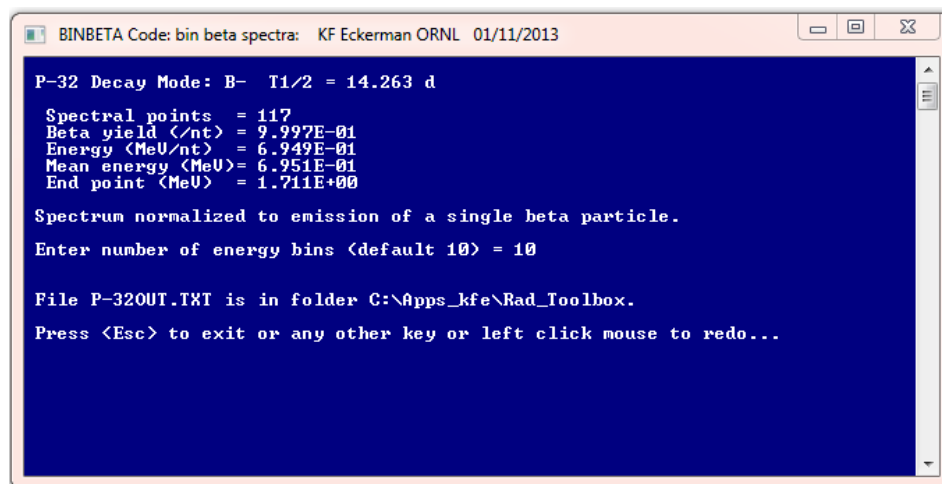 BINBETA Code: bin beta spectra: KF Eckerman ORNL 01/11/2013
P-32 Decay Mode: B- T1/2 = 14.263 d
Spectral points = 117
Beta yield (/nt) = 9.997E-01
Energy (MeV/nt) = 6.949E-01
Mean energy (MeV)= 6.951E-01
End point (MeV) = 1.711E+00
Spectrum normalized to emission of a single beta particle.
Enter number of energy bins (default 10) = 10
File P-32OUT.TXT is in folder C:\Apps_kfe\Rad_Toolbox.
Press <Esc> to exit or any other key or left click mouse to redo...